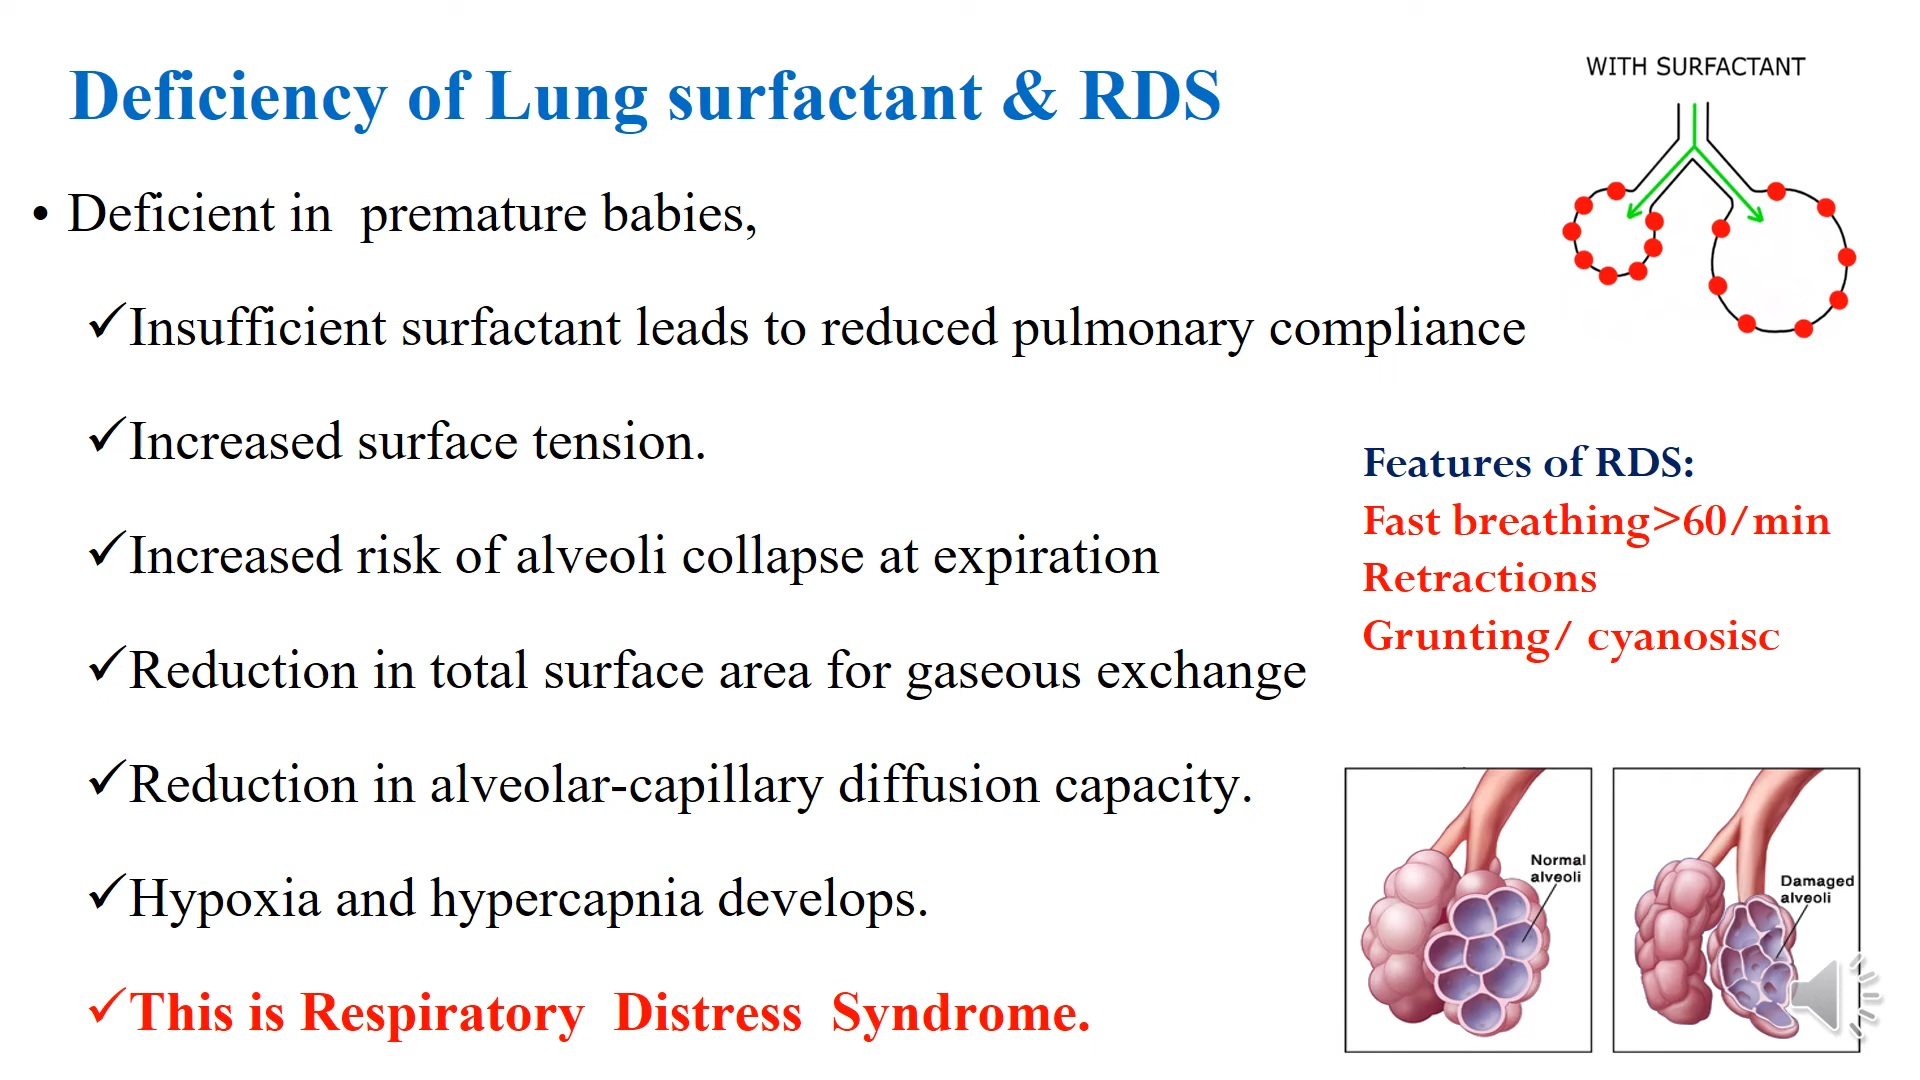 Deficiency of Lung surfactant & RDS
WITH SURFACTANT
• Deficient in premature babies,
✓Insufficient surfactant leads to reduced pulmonary compliance
✓Increased surface tension.
✓Increased risk of alveoli collapse at expiration
✓Reduction in total surface area for gaseous exchange
✓Reduction in alveolar-capillary diffusion capacity.
✓Hypoxia and hypercapnia develops.
✓This is Respiratory Distress Syndrome.
Features of RDS:
Fast breathing>60/min
Retractions
Grunting/ cyanosisc
Normal
alveoli
Damaged
alveoli